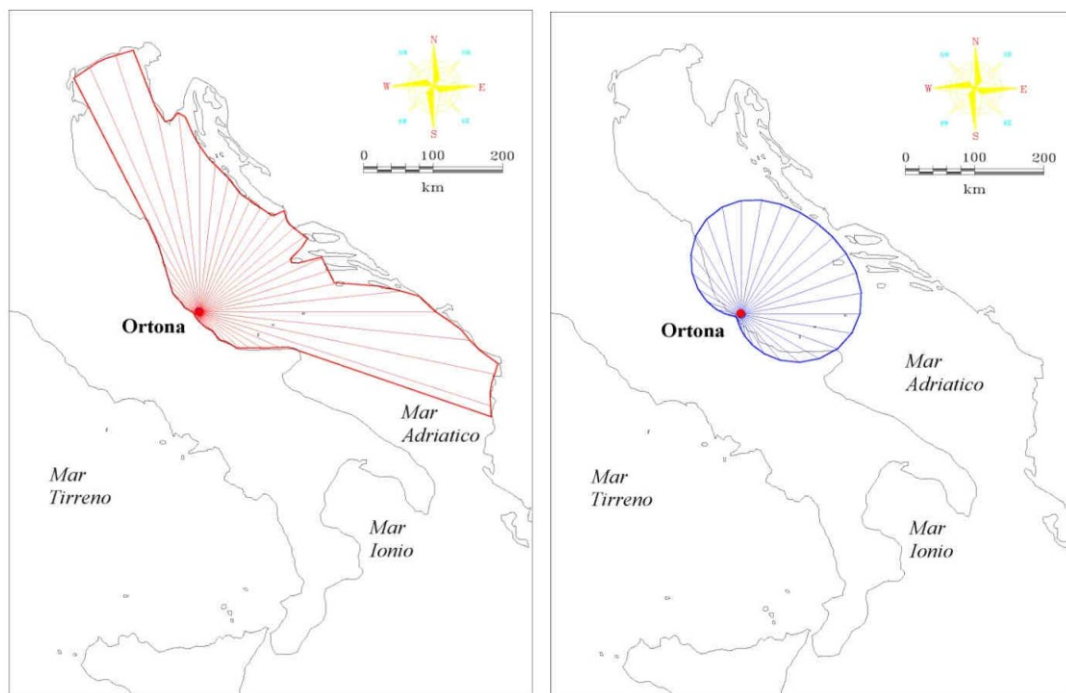 N
W E
S
0 100 200
km
Ortona
Mar
Adriatico
Mar
Tirreno
Mar
Ionio
N
W E
S
0 100 200
km
Ortona
Mar
Adriatico
Mar
Tirreno
Mar
Ionio